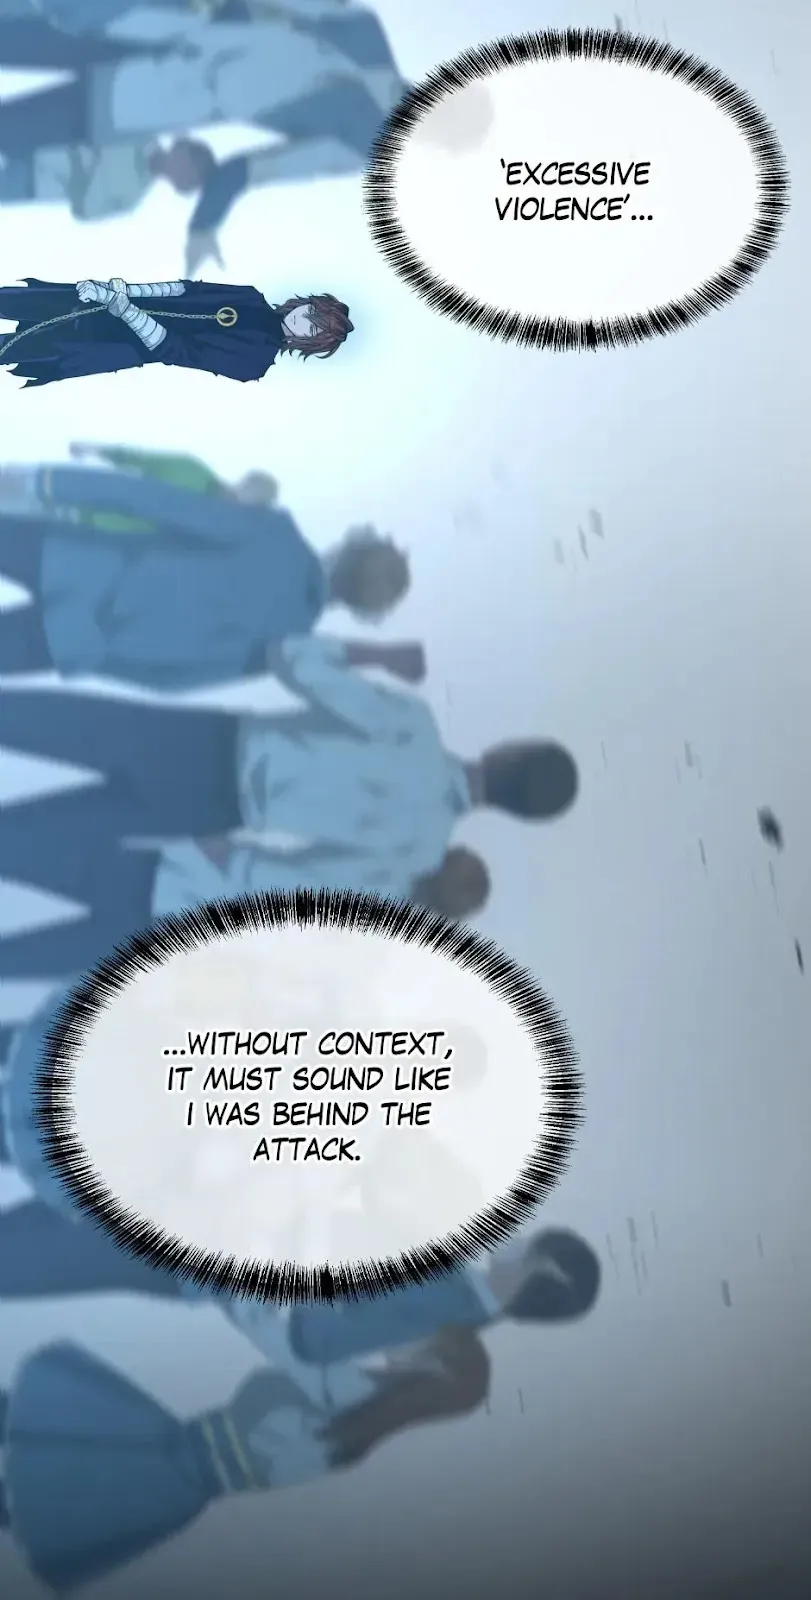 'EXCESSIVE
VIOLENCE'...
...WITHOUT CONTEXT,
IT MUST SOUND LIKE
I WAS BEHIND THE
ATTACK.